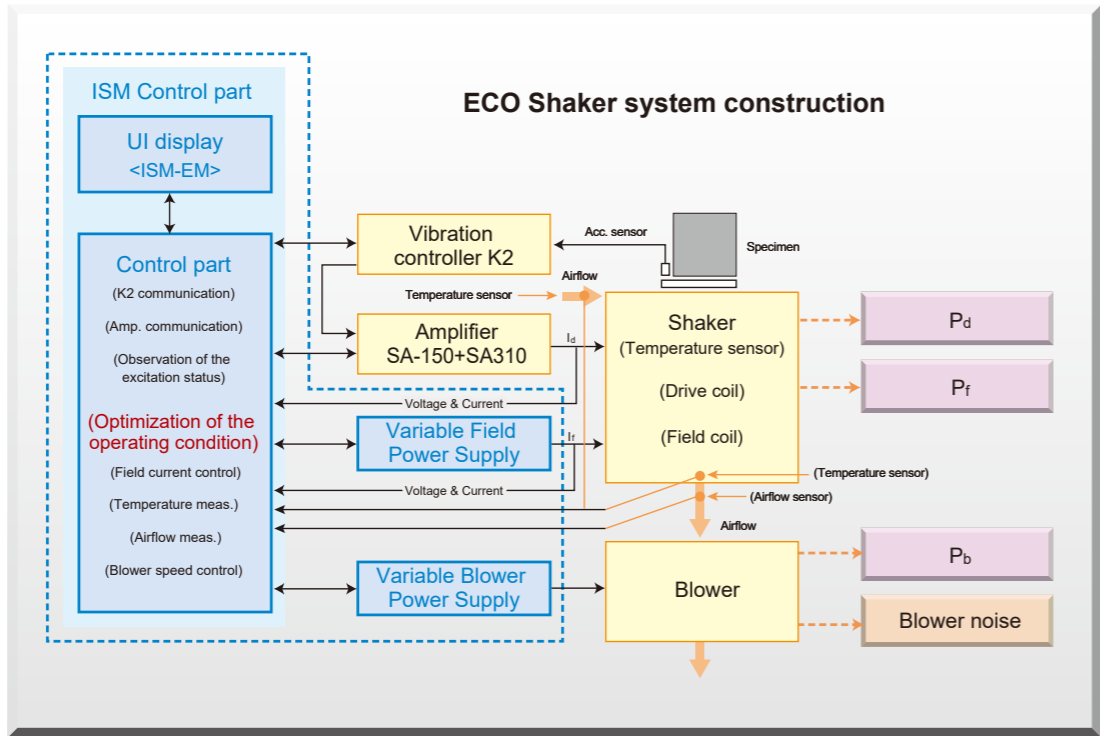 ECO Shaker system construction
ISM Control part
UI display
<ISM-EM>
Control part
(K2 communication)
(Amp. communication)
(Observation of the
excitation status)
(Optimization of the
operating condition)
(Field current control)
(Temperature meas.)
(Airflow meas.)
(Blower speed control)
Vibration
controller K2
Acc. sensor
Specimen
Airflow
Temperature sensor
Amplifier
SA-150+SA310
Id
Shaker
(Temperature sensor)
(Drive coil)
(Field coil)
Pd
Pf
Voltage & Current
Variable Field
Power Supply
If
Voltage & Current
(Temperature sensor)
(Airflow sensor)
Airflow
Variable Blower
Power Supply
Blower
Pb
Blower noise